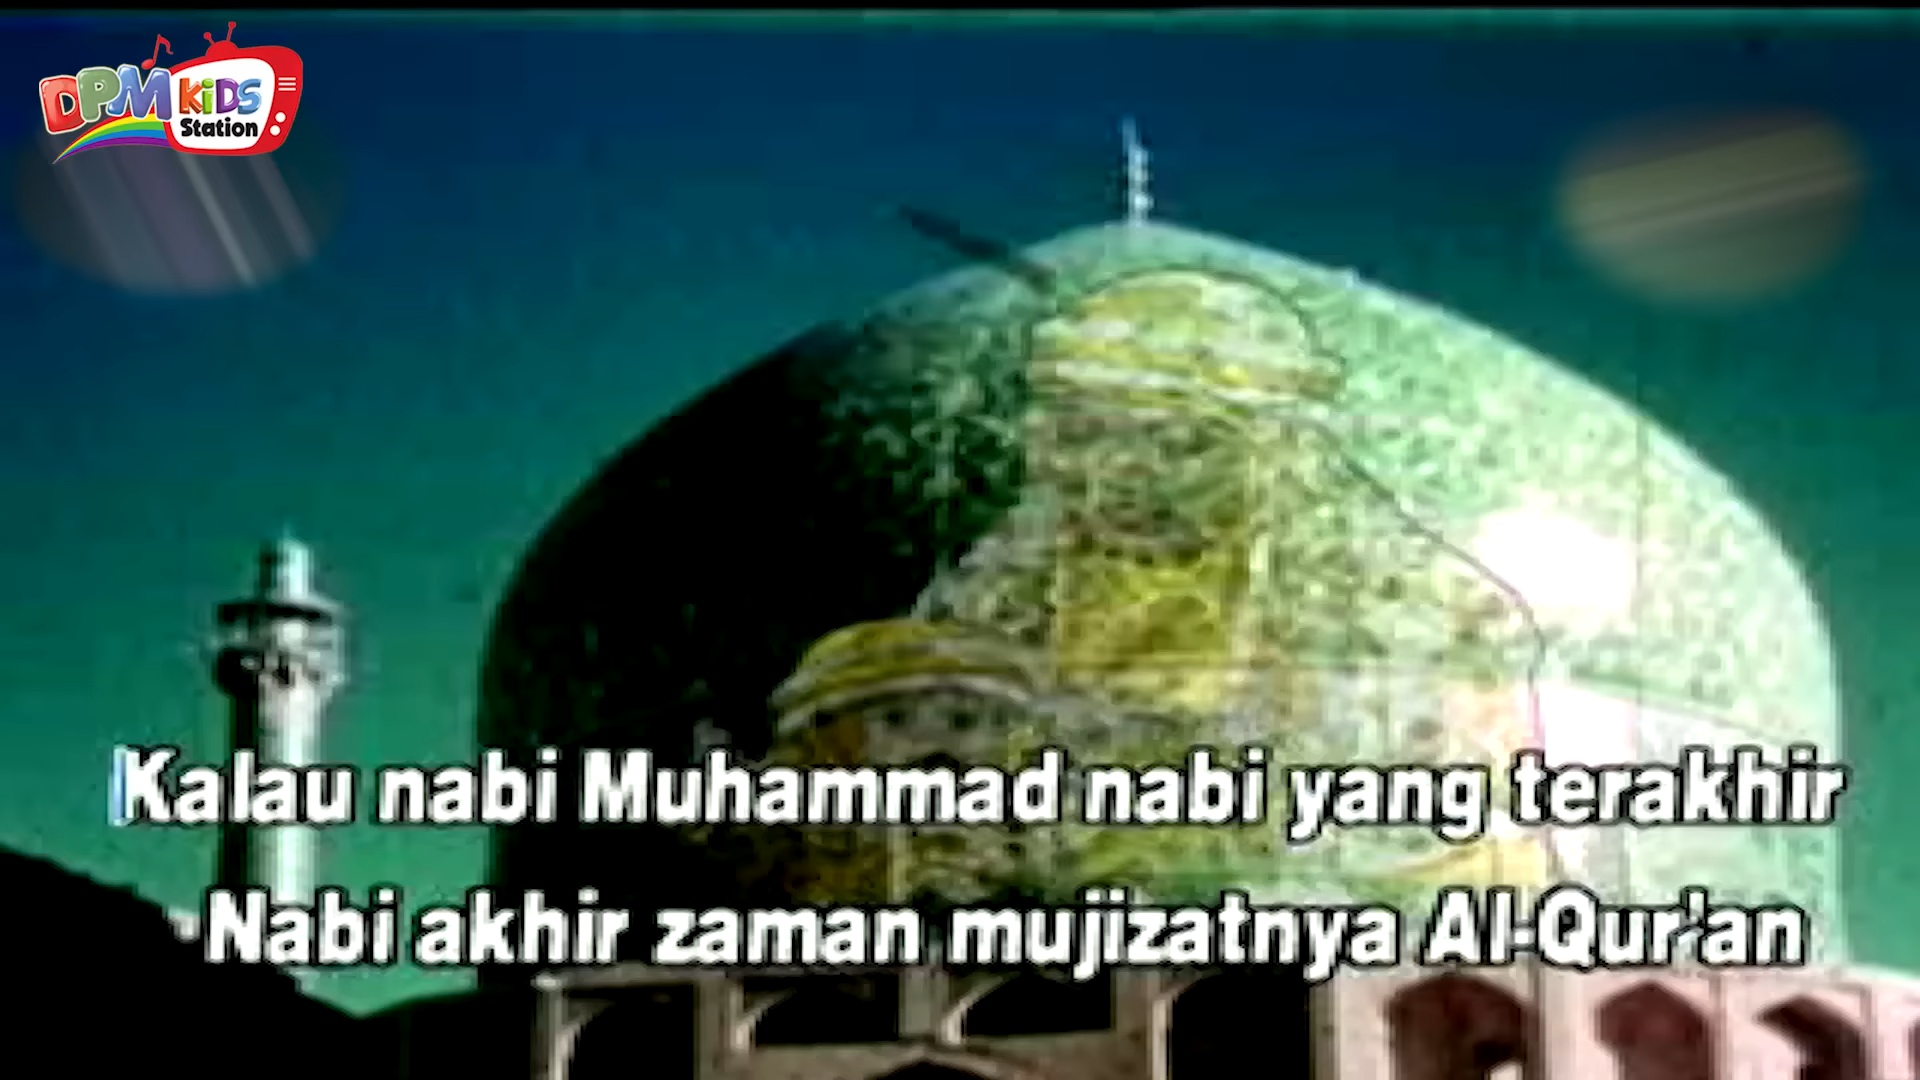 DPM KiDS
Station
Kalau nabi Muhammad nabi yang terakhir
Nabi akhir zaman mujizatnya Al-Qur'an